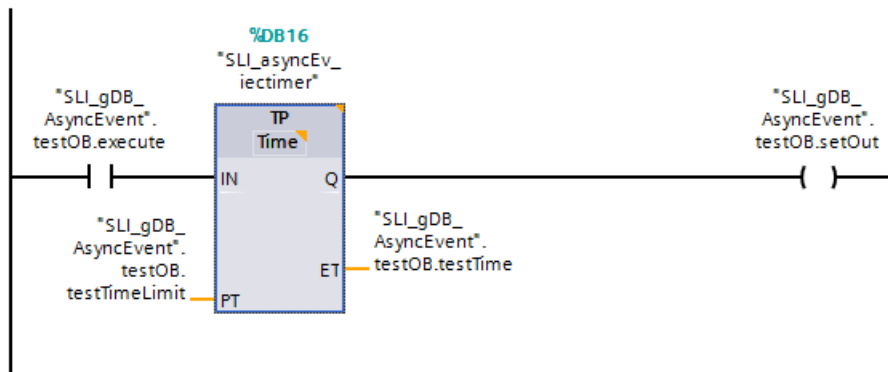 %DB16
"SLI_asyncEv_
iectimer"
"SLI_gDB_
AsyncEvent".
testOB.execute
TP
Time
IN
Q
"SLI_gDB_
AsyncEvent".
testOB.setOut
"SLI_gDB_
AsyncEvent".
testOB.
testTimeLimit
PT
ET
"SLI_gDB_
AsyncEvent".
testOB.testTime